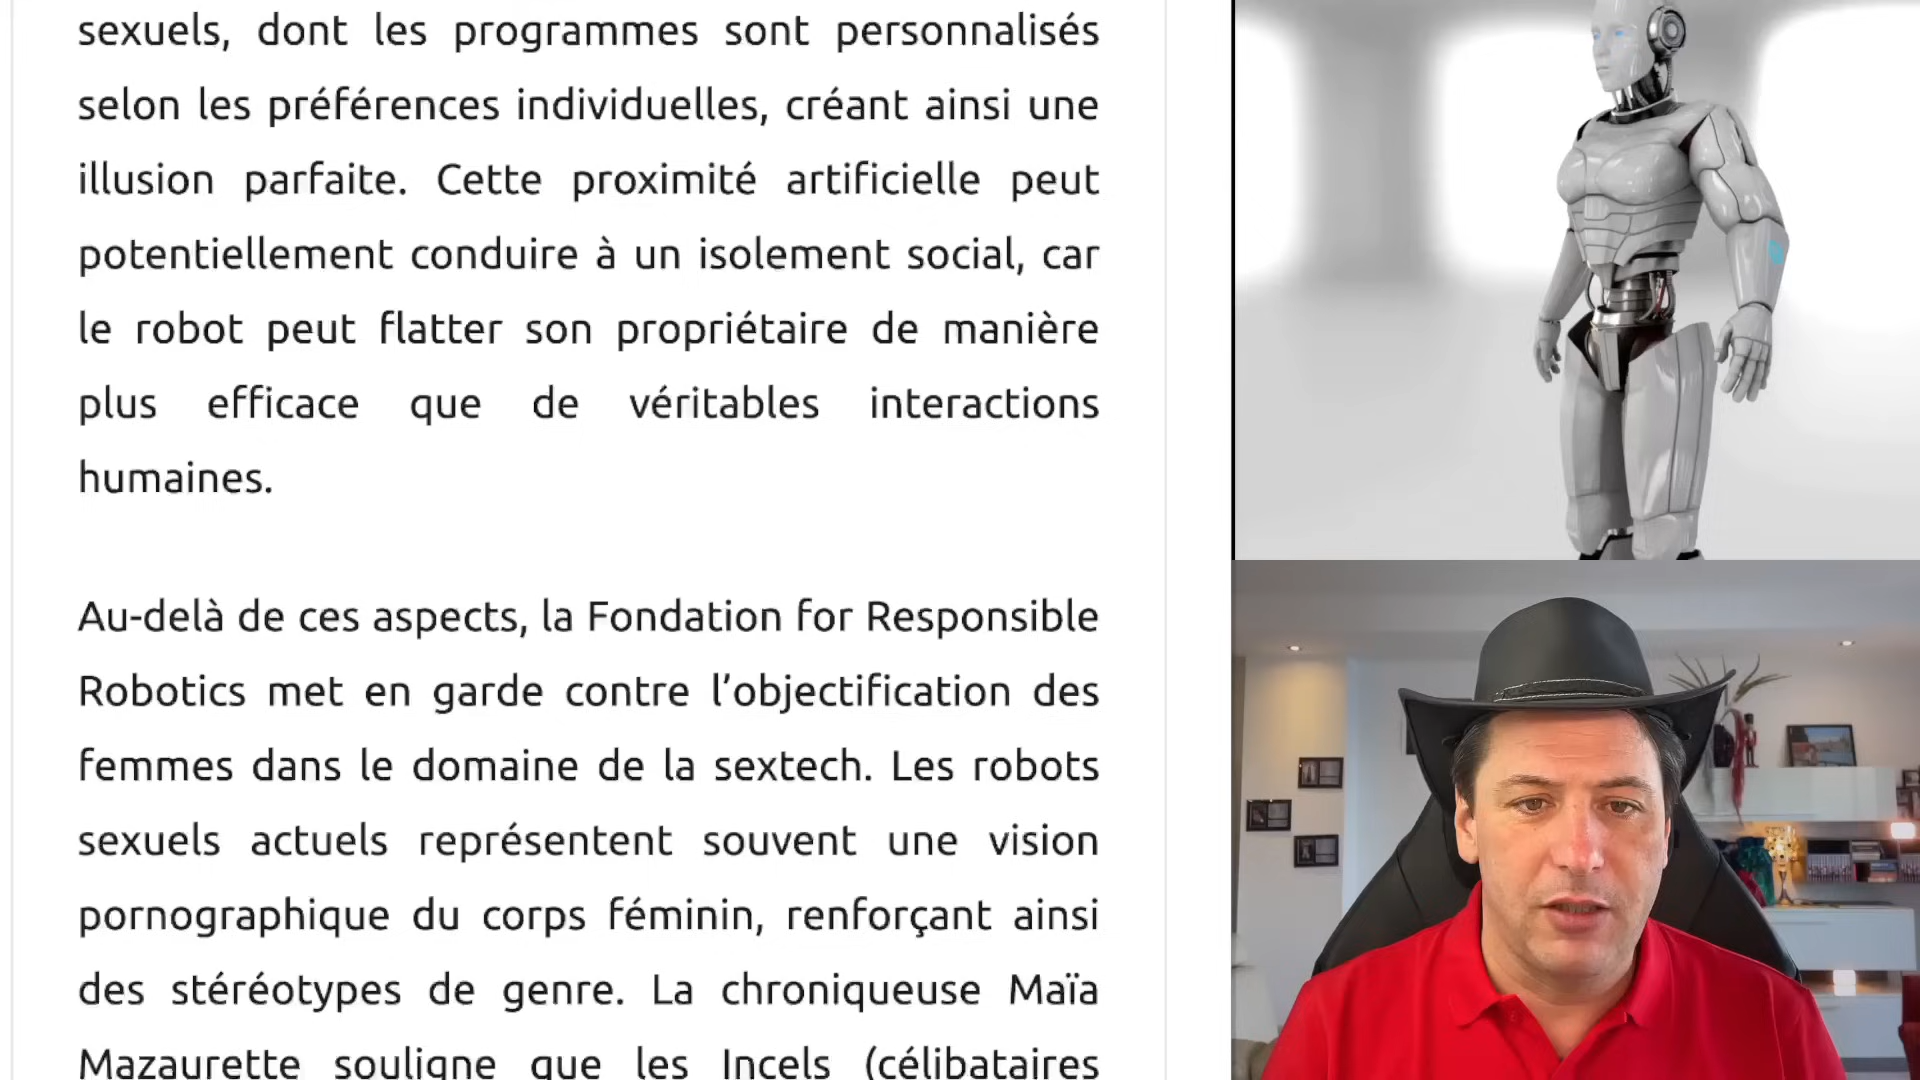 sexuels, dont les programmes sont personnalisés
selon les préférences individuelles, créant ainsi une
illusion parfaite. Cette proximité artificielle peut
potentiellement conduire à un isolement social, car
le robot peut flatter son propriétaire de manière
plus efficace que de véritables interactions
humaines.
Au-delà de ces aspects, la Fondation for Responsible
Robotics met en garde contre l’objectification des
femmes dans le domaine de la sextech. Les robots
sexuels actuels représentent souvent une vision
pornographique du corps féminin, renforçant ainsi
des stéréotypes de genre. La chroniqueuse Maïa
Mazaurette souligne que les Incels (célibataires